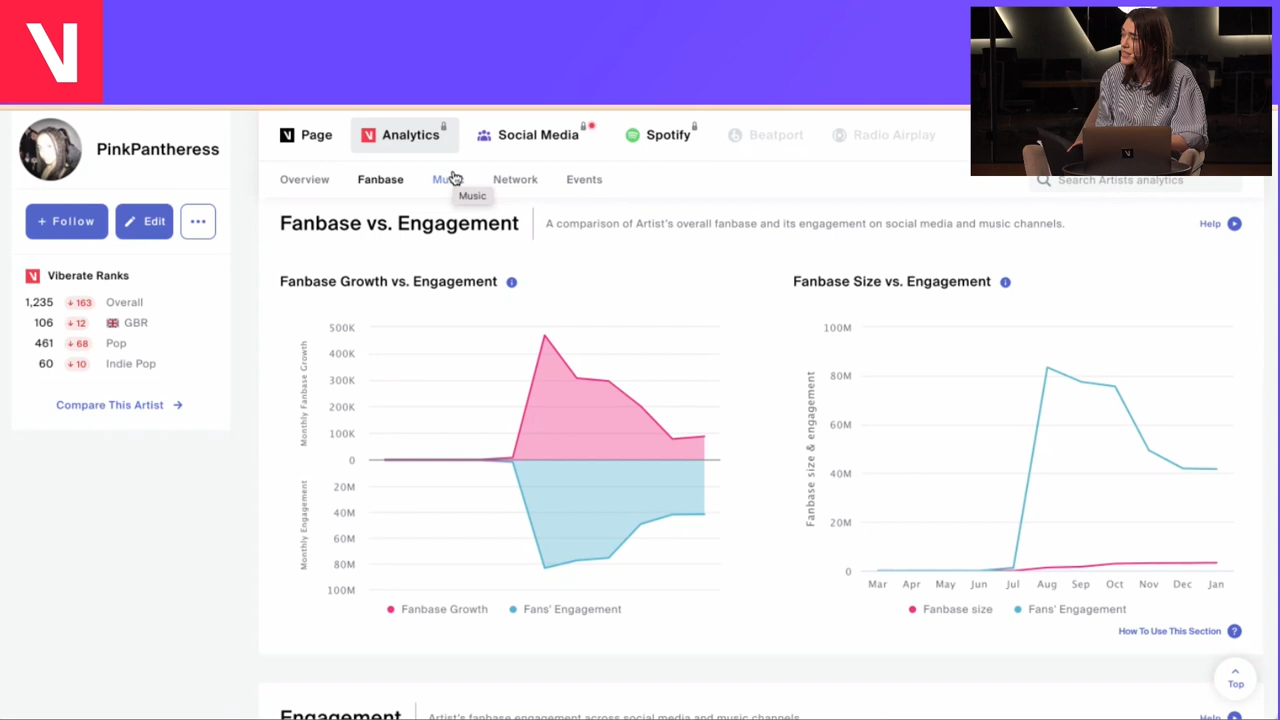 PinkPantheress
+ Follow
Edit
Viberate Ranks
1,235 ↓ 163 Overall
106 ↓ 12 GBR
461 ↓ 68 Pop
60 ↓ 10 Indie Pop
Compare This Artist →
Page Analytics Social Media Spotify Beatport Radio Airplay
Overview Fanbase Network Events
Search Artists analytics
Music
Fanbase vs. Engagement
A comparison of Artist's overall fanbase and its engagement on social media and music channels.
Help
Fanbase Growth vs. Engagement
Monthly Fanbase Growth
Monthly Engagement
500K
400K
300K
200K
100K
0
20M
40M
60M
80M
100M
Fanbase Growth Fans' Engagement
Fanbase Size vs. Engagement
Fanbase size & engagement
100M
80M
60M
40M
20M
0
Mar Apr May Jun Jul Aug Sep Oct Nov Dec Jan
Fanbase size Fans' Engagement
How To Use This Section ?
Top
Engagement
Artist's fanbase engagement across social media and music channels.
Help